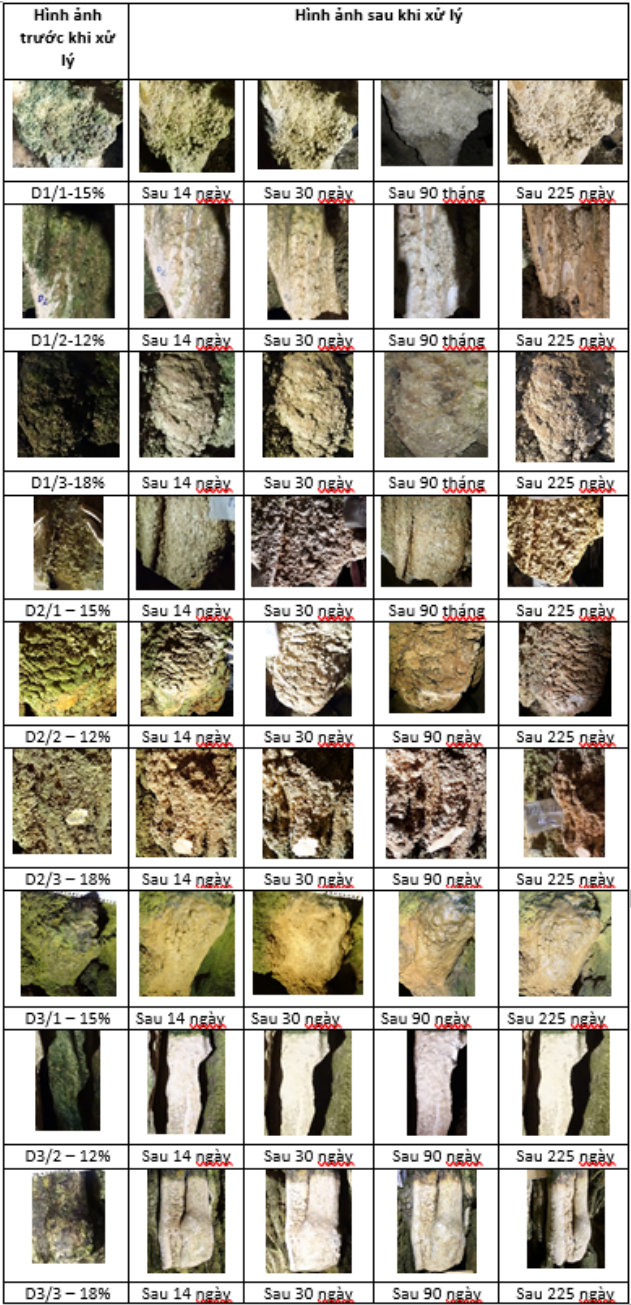 Hình ảnh
trước khi xử
lý
Hình ảnh sau khi xử lý
D1/1-15% Sau 14 ngày Sau 30 ngày Sau 90 tháng Sau 225 ngày
D1/2-12% Sau 14 ngày Sau 30 ngày Sau 90 tháng Sau 225 ngày
D1/3-18% Sau 14 ngày Sau 30 ngày Sau 90 tháng Sau 225 ngày
D2/1 – 15% Sau 14 ngày Sau 30 ngày Sau 90 tháng Sau 225 ngày
D2/2 – 12% Sau 14 ngày Sau 30 ngày Sau 90 ngày Sau 225 ngày
D2/3 – 18% Sau 14 ngày Sau 30 ngày Sau 90 ngày Sau 225 ngày
D3/1 – 15% Sau 14 ngày Sau 30 ngày Sau 90 ngày Sau 225 ngày
D3/2 – 12% Sau 14 ngày Sau 30 ngày Sau 90 ngày Sau 225 ngày
D3/3 – 18% Sau 14 ngày Sau 30 ngày Sau 90 ngày Sau 225 ngày